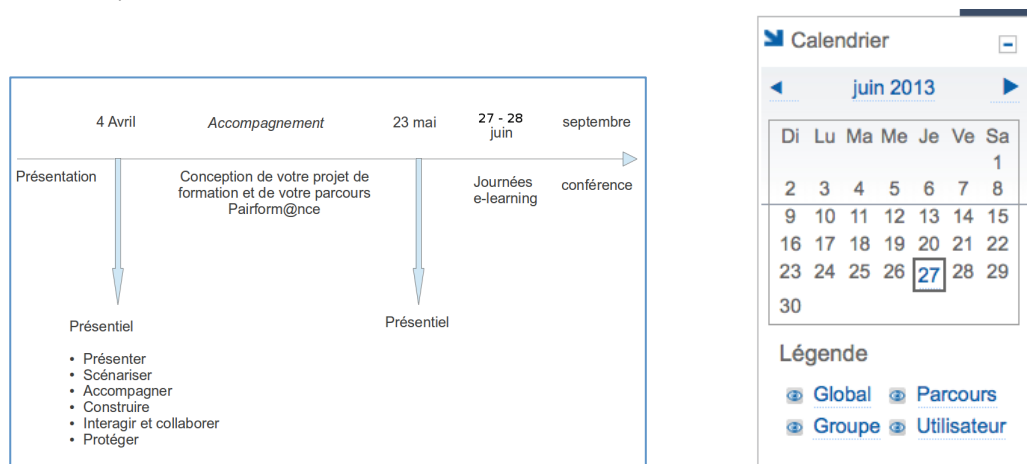 4 Avril Accompagnement 23 mai 27 - 28 juin septembre
Présentation
Conception de votre projet de
formation et de votre parcours
Pairform@nce
Journées
e-learning
conférence
Présentiel
Présentiel
• Présenter
• Scénariser
• Accompagner
• Construire
• Interagir et collaborer
• Protéger
Calendrier
juin 2013
Di Lu Ma Me Je Ve Sa
1
2 3 4 5 6 7 8
9 10 11 12 13 14 15
16 17 18 19 20 21 22
23 24 25 26 27 28 29
30
Légende
Global Parcours
Groupe Utilisateur